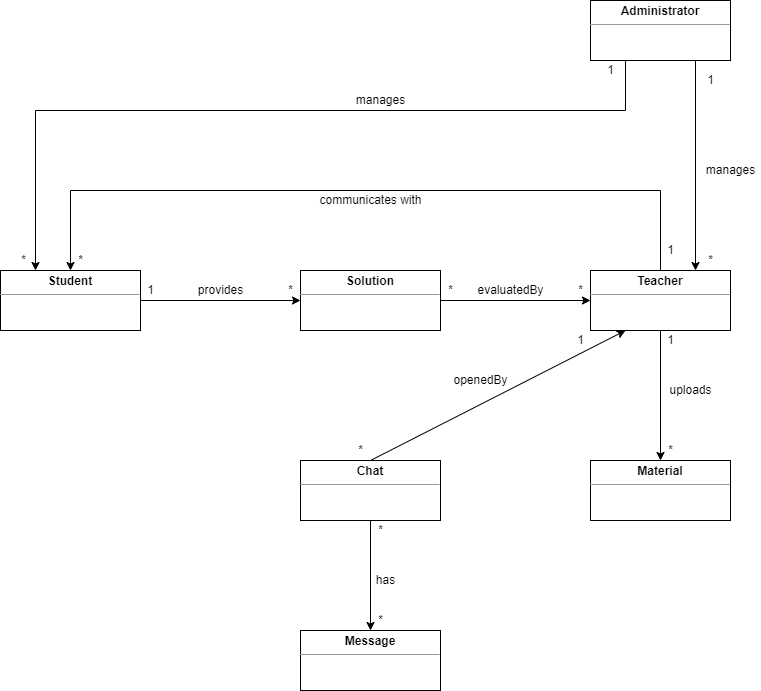 Administrator
1
1
manages
manages
communicates with
1
*
*
*
Student
1
provides
*
Solution
*
evaluatedBy
*
Teacher
1
1
openedBy
uploads
*
*
Chat
Material
*
has
*
Message